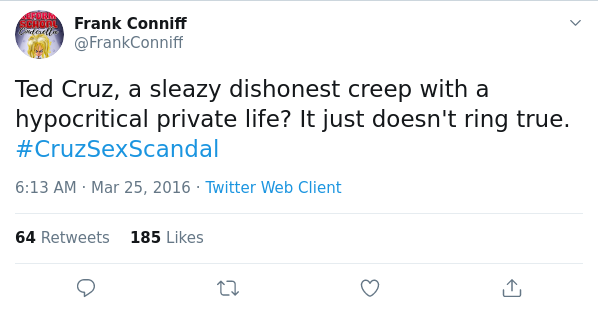 Frank Conniff
@FrankConniff
Ted Cruz, a sleazy dishonest creep with a
hypocritical private life? It just doesn't ring true.
#CruzSexScandal
6:13 AM · Mar 25, 2016 · Twitter Web Client
64 Retweets 185 Likes